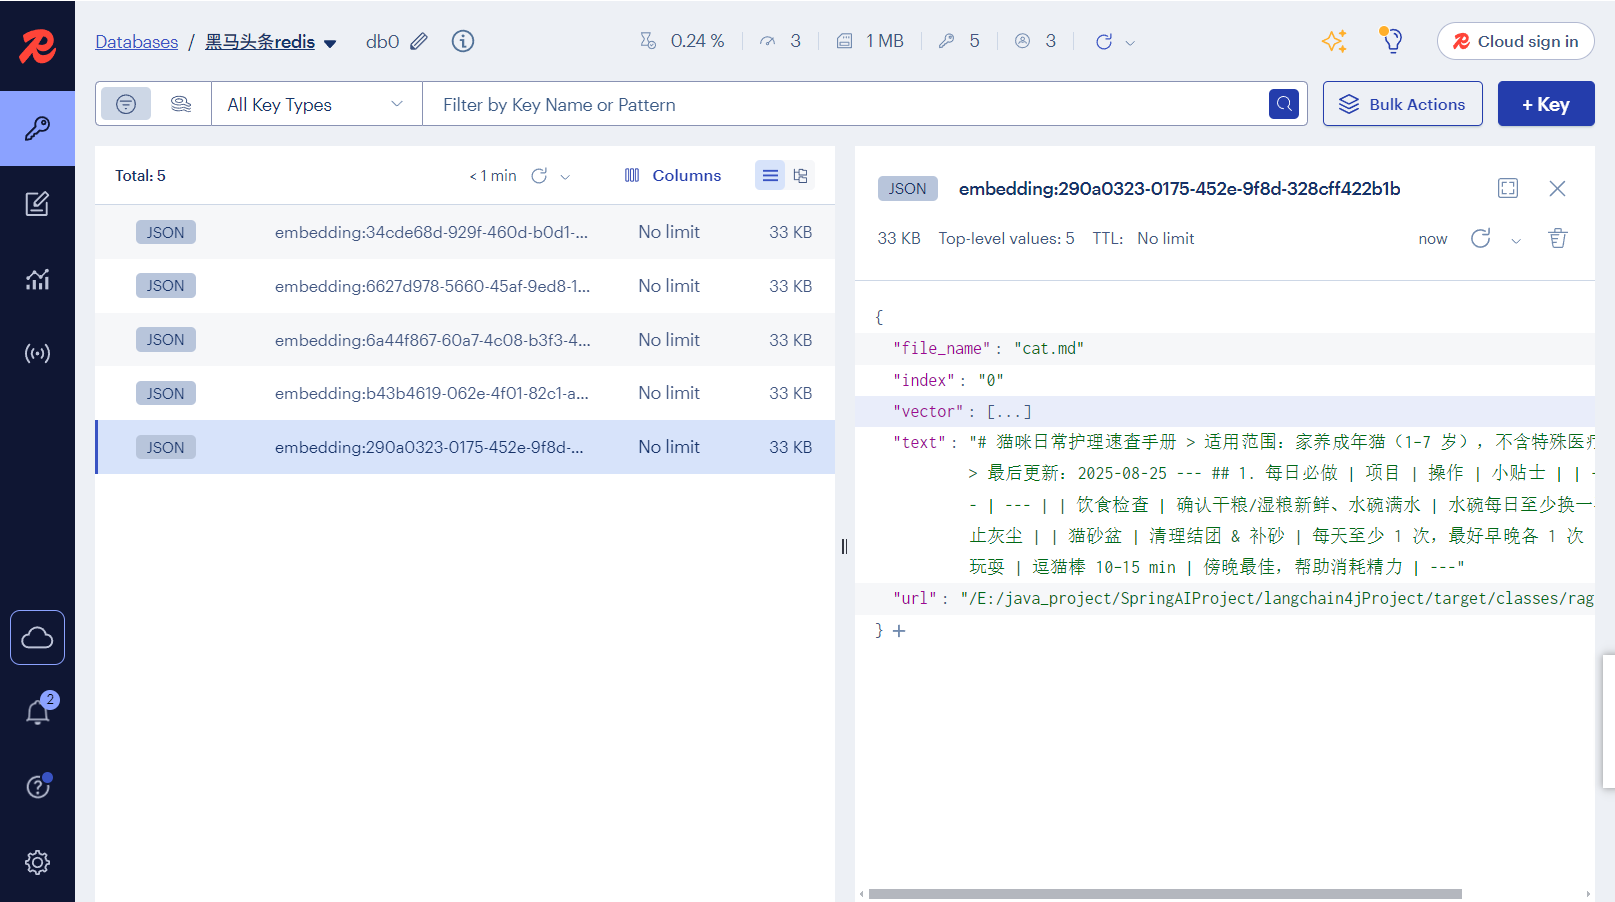 Databases / 黑马头条redis db0 0.24 % 3 1 MB 5 3 Cloud sign in
All Key Types Filter by Key Name or Pattern Bulk Actions + Key
Total: 5 < 1 min Columns
JSON embedding:34cde68d-929f-460d-b0d1-... No limit 33 KB
JSON embedding:6627d978-5660-45af-9ed8-1... No limit 33 KB
JSON embedding:6a44f867-60a7-4c08-b3f3-4... No limit 33 KB
JSON embedding:b43b4619-062e-4f01-82c1-a... No limit 33 KB
JSON embedding:290a0323-0175-452e-9f8d-... No limit 33 KB
JSON embedding:290a0323-0175-452e-9f8d-328cff422b1b
33 KB Top-level values: 5 TTL: No limit now
{
"file_name": "cat.md"
"index": "0"
"vector": [...]
"text": "# 猫咪日常护理速查手册 > 适用范围：家养成年猫（1-7 岁），不含特殊医疗
> 最后更新：2025-08-25 --- ## 1. 每日必做 | 项目 | 操作 | 小贴士 | | -
- | --- | | 饮食检查 | 确认干粮/湿粮新鲜、水碗满水 | 水碗每日至少换一
止灰尘 | | 猫砂盆 | 清理结团 & 补砂 | 每天至少 1 次，最好早晚各 1 次
玩耍 | 逗猫棒 10-15 min | 傍晚最佳，帮助消耗精力 | ---"
"url": "/E:/java_project/SpringAIProject/langchain4jProject/target/classes/rag
} +
2